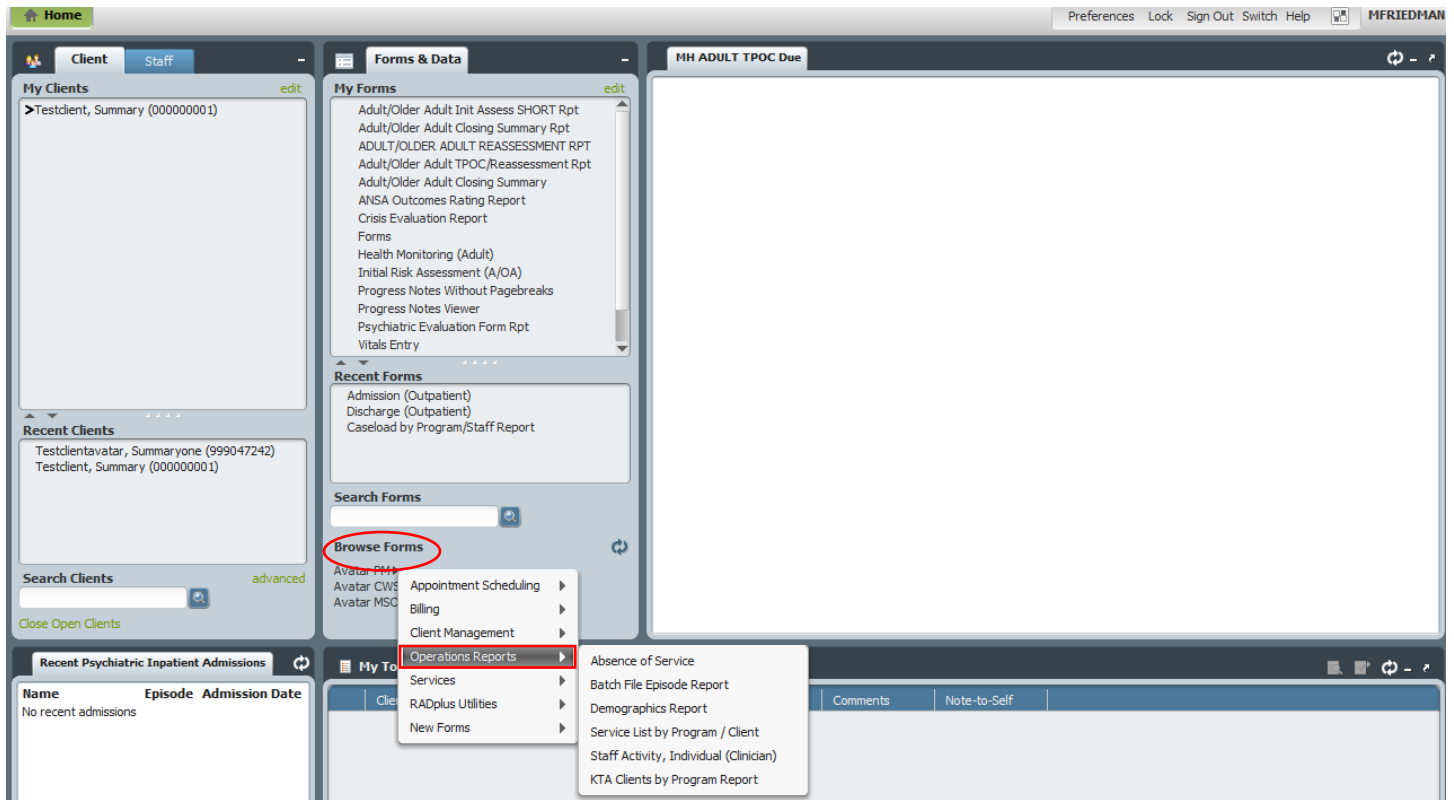 Home
Preferences Lock Sign Out Switch Help MFRIEDMAN
Client Staff
My Clients edit
>Testclient, Summary (000000001)
Recent Clients
Testclientavatar, Summaryone (999047242)
Testclient, Summary (000000001)
Search Clients advanced
Close Open Clients
Forms & Data
My Forms edit
Adult/Older Adult Init Assess SHORT Rpt
Adult/Older Adult Closing Summary Rpt
ADULT/OLDER ADULT REASSESSMENT RPT
Adult/Older Adult TPOC/Reassessment Rpt
Adult/Older Adult Closing Summary
ANSA Outcomes Rating Report
Crisis Evaluation Report
Forms
Health Monitoring (Adult)
Initial Risk Assessment (A/OA)
Progress Notes Without Pagebreaks
Progress Notes Viewer
Psychiatric Evaluation Form Rpt
Vitals Entry
Recent Forms
Admission (Outpatient)
Discharge (Outpatient)
Caseload by Program/Staff Report
Search Forms
Browse Forms
Avatar PM
Avatar CWS
Avatar MSO
Appointment Scheduling
Billing
Client Management
Operations Reports
Services
RADplus Utilities
New Forms
Absence of Service
Batch File Episode Report
Demographics Report
Service List by Program / Client
Staff Activity, Individual (Clinician)
KTA Clients by Program Report
MH ADULT TPOC Due
Recent Psychiatric Inpatient Admissions
Name Episode Admission Date
No recent admissions
My
Comments Note-to-Self